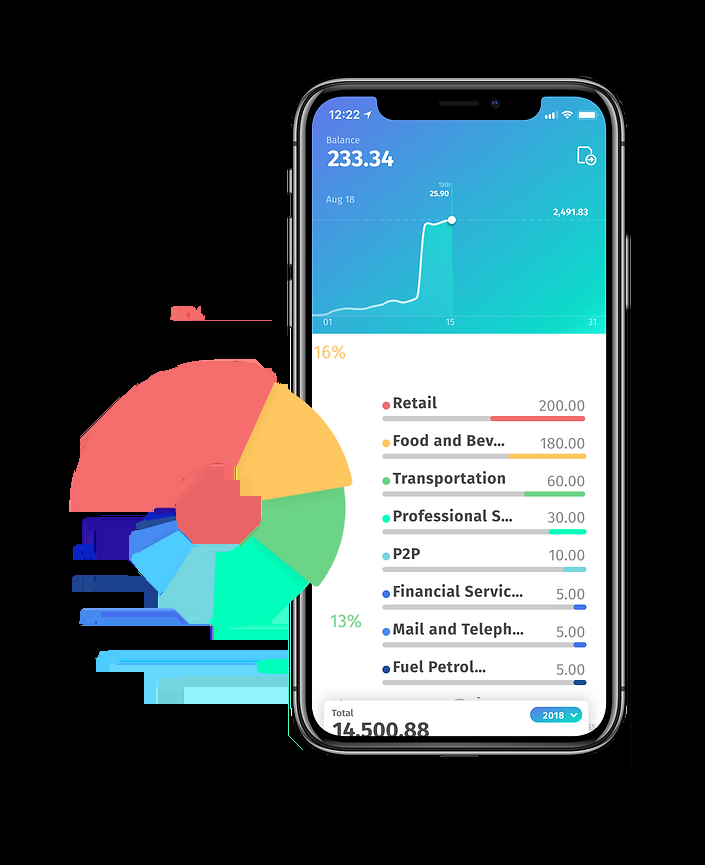 12:22
Balance
233.34
15th
25.90
Aug 18
2,491.83
01 15 31
16%
Retail 200.00
Food and Bev... 180.00
Transportation 60.00
Professional S... 30.00
P2P 10.00
Financial Servic... 5.00
Mail and Teleph... 5.00
Fuel Petrol... 5.00
13%
Total
2018
14,500.88